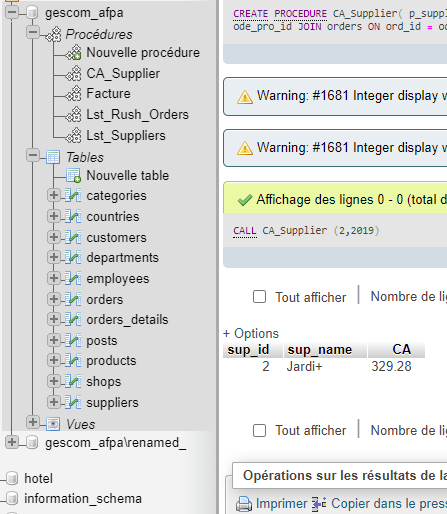 gescom_afpa
Procédures
Nouvelle procédure
CA_Supplier
Facture
Lst_Rush_Orders
Lst_Suppliers
Tables
Nouvelle table
categories
countries
customers
departments
employees
orders
orders_details
posts
products
shops
suppliers
Vues
gescom_afpa\renamed_
hotel
information_schema
CREATE PROCEDURE CA_Supplier( p_suppl
ode_pro_id JOIN orders ON ord_id = od
Warning: #1681 Integer display w
Warning: #1681 Integer display w
Affichage des lignes 0 - 0 (total d
CALL CA_Supplier (2,2019)
Tout afficher | Nombre de li
+ Options
sup_id sup_name CA
2 Jardi+ 329.28
Tout afficher | Nombre de li
Opérations sur les résultats de la
Imprimer Copier dans le press